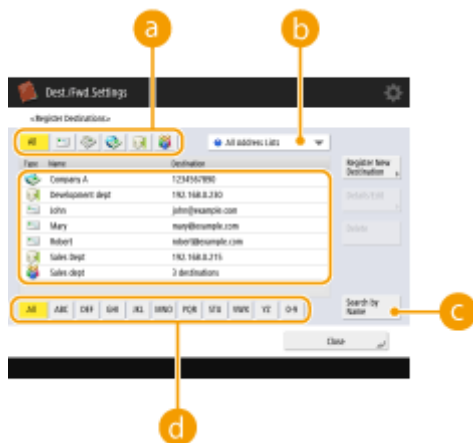 a
b
Dest./Fwd.Settings
<Register Destinations>
All
All Address Lists
Type Name Destination
Register New
Destination
Company A 1234567890
Development dept 192.168.0.230
Details/Edit
John john@example.com
Mary mary@example.com
Delete
Robert robert@example.com
Sales Dept 192.168.0.215
Sales dept 3 destinations
All ABC DEF GHI JKL MNO PQR STU VWX YZ 0-9
Search by
Name
c
Close
d